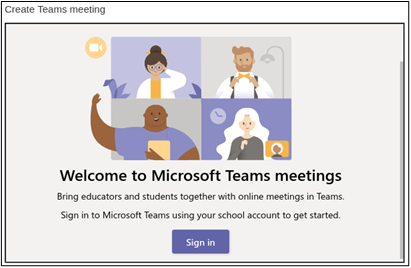 Create Teams meeting
Welcome to Microsoft Teams meetings
Bring educators and students together with online meetings in Teams.
Sign in to Microsoft Teams using your school account to get started.
Sign in